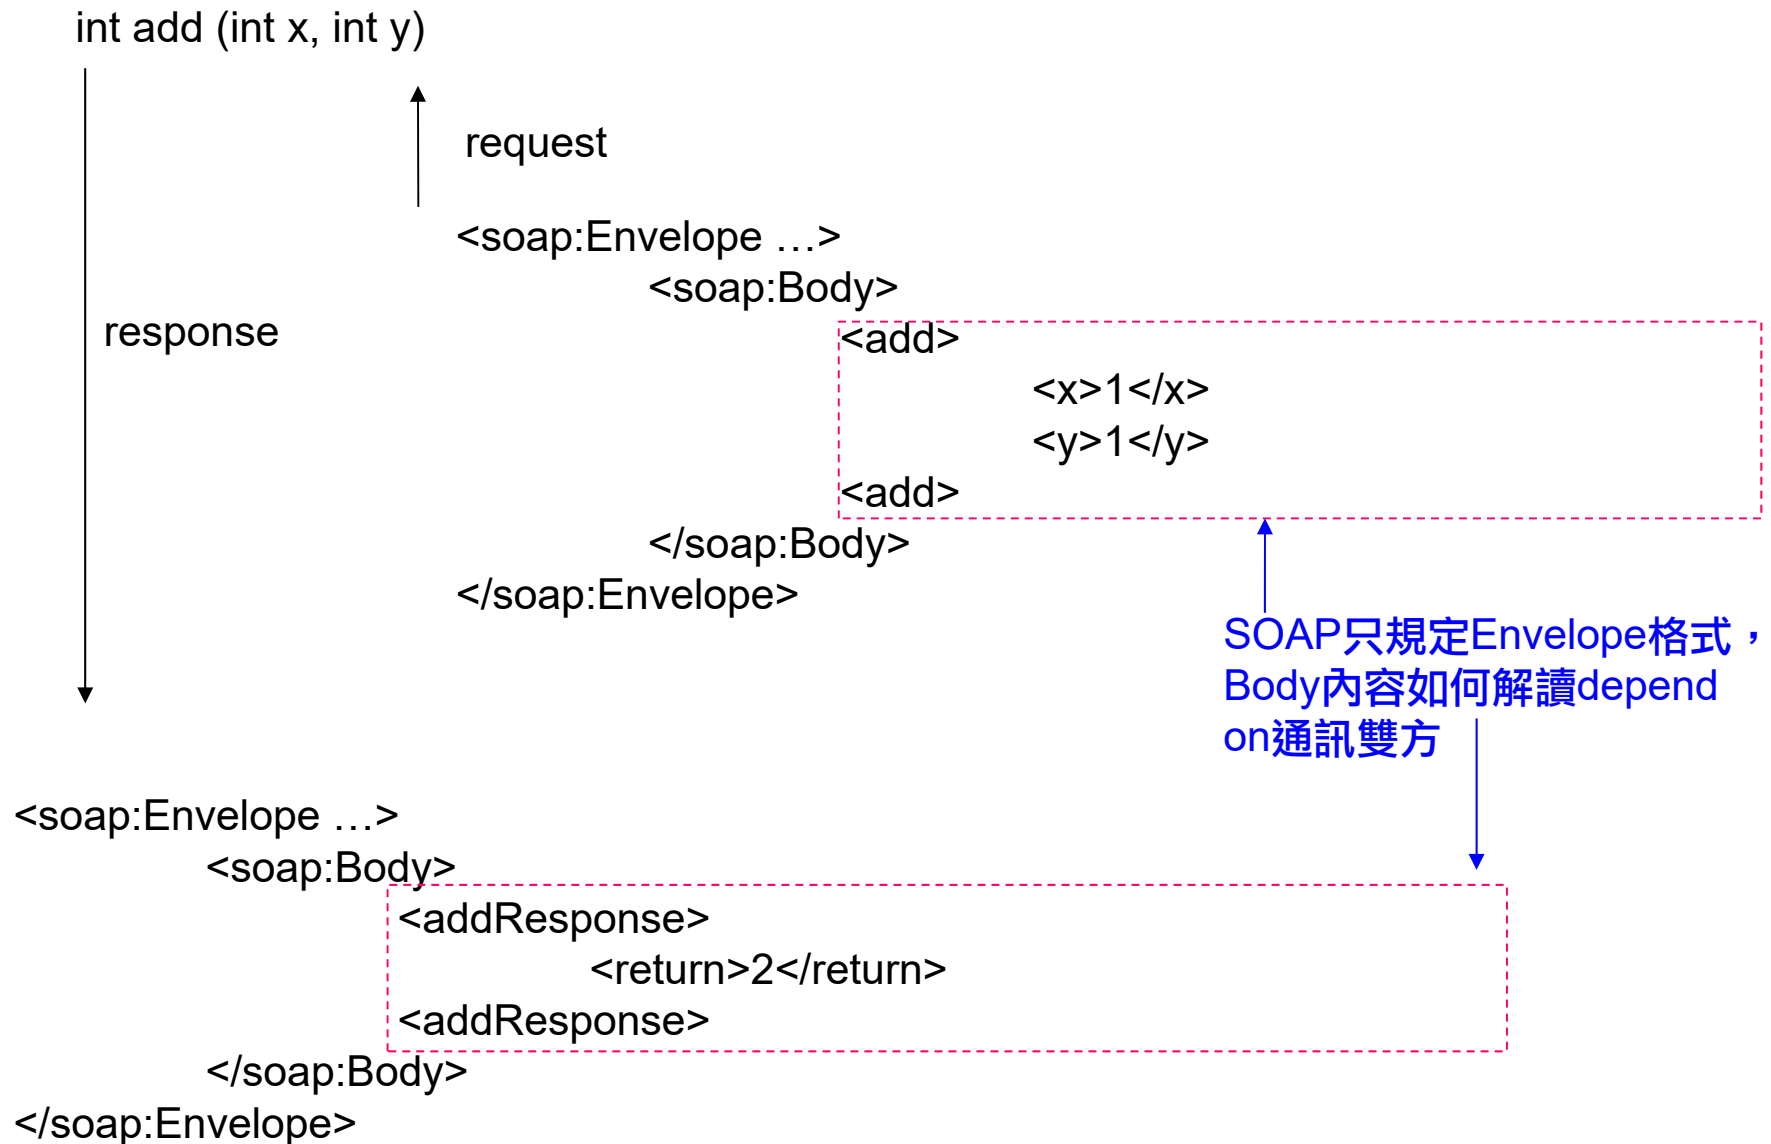 int add (int x, int y)
request
<soap:Envelope …>
<soap:Body>
response
<add>
<x>1</x>
<y>1</y>
<add>
</soap:Body>
</soap:Envelope>
SOAP只規定Envelope格式，
Body內容如何解讀depend
on通訊雙方
<soap:Envelope …>
<soap:Body>
<addResponse>
<return>2</return>
<addResponse>
</soap:Body>
</soap:Envelope>